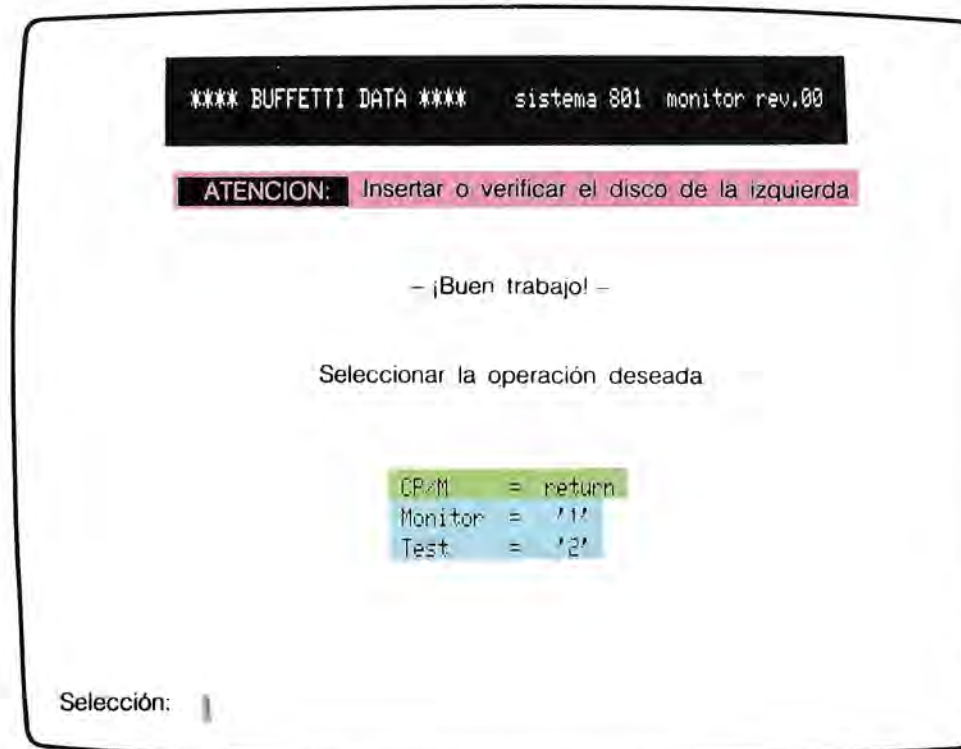 **** BUFFETTI DATA **** sistema 801 monitor rev.00
ATENCION: Insertar o verificar el disco de la izquierda
– ¡Buen trabajo! –
Seleccionar la operación deseada
CP/M = return
Monitor = '1'
Test = '2'
Selección: